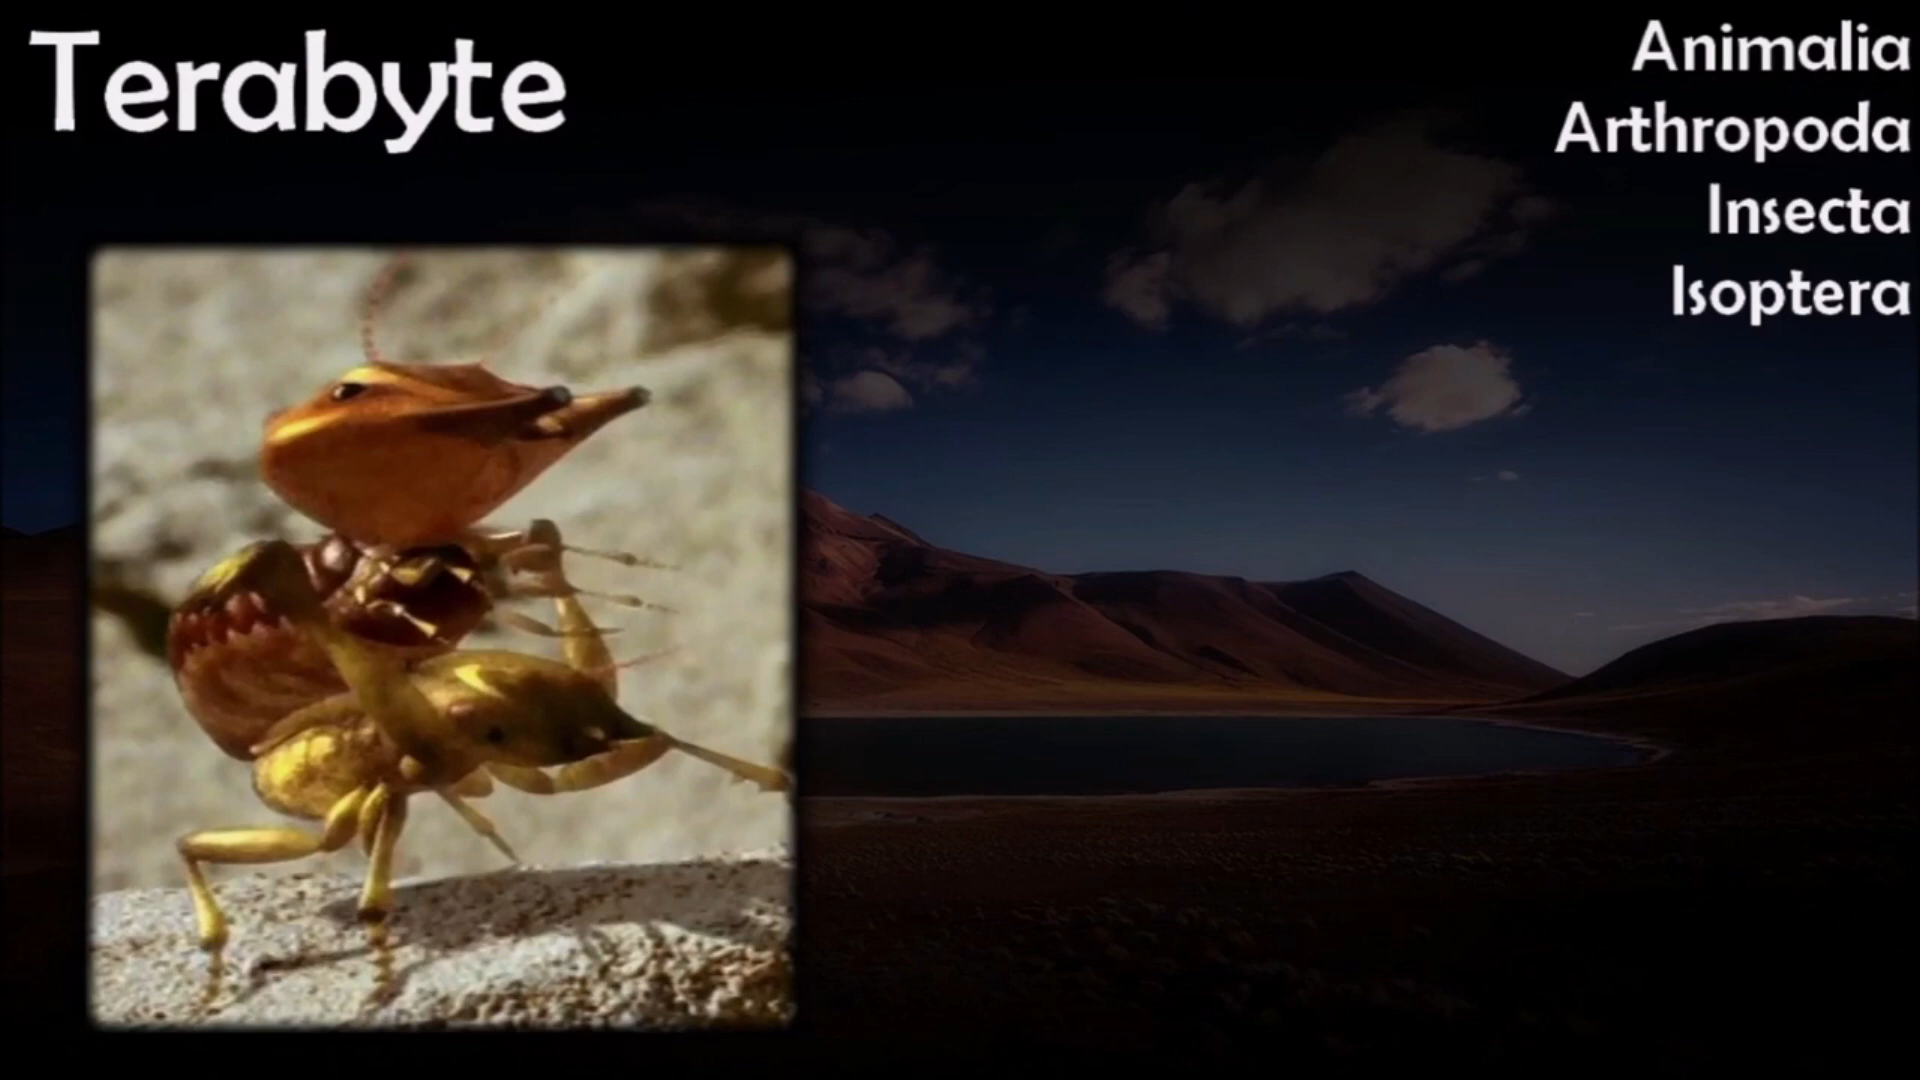 Terabyte
Animalia
Arthropoda
Insecta
Isoptera